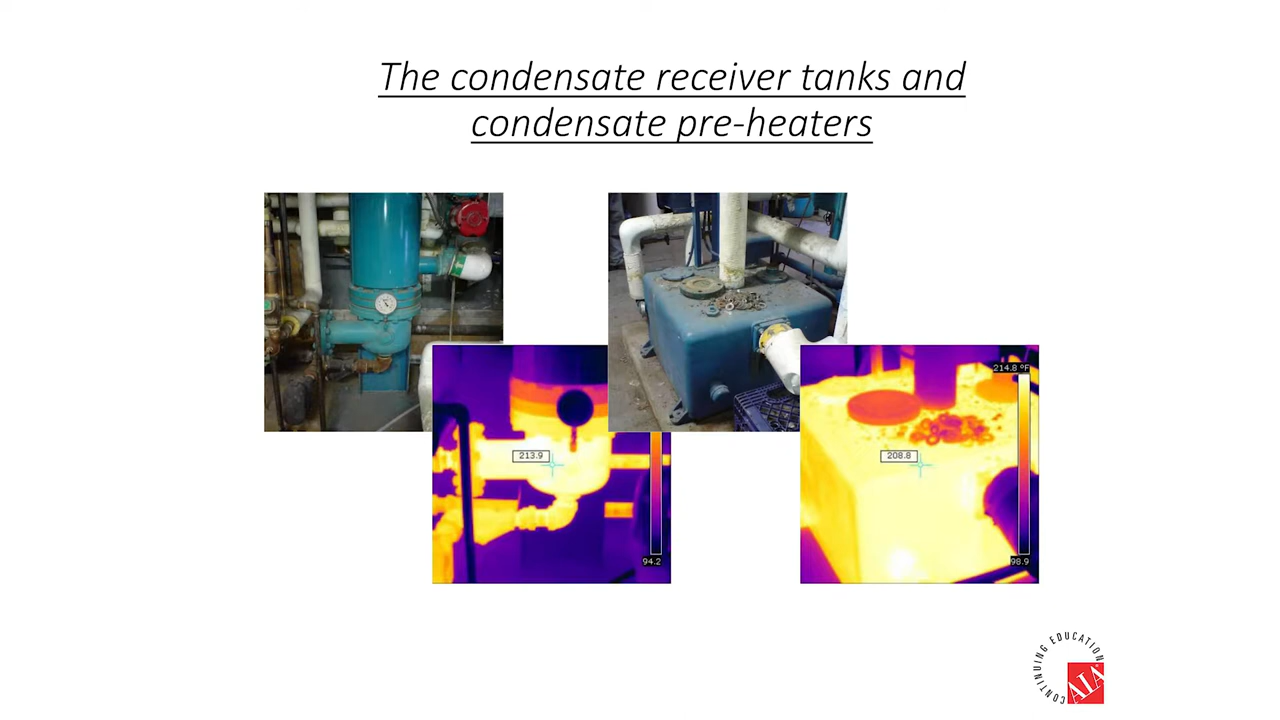 The condensate receiver tanks and
condensate pre-heaters
213.9
94.2
214.8 °F
208.8
98.9
CONTINUING EDUCATION
AIA